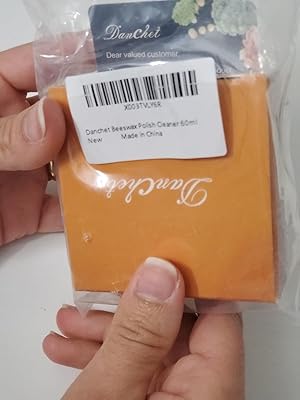 DanChet
Dear valued customer,
X003TVLY6R
Danchet Beeswax Polish Cleaner 60ml
New Made in China
DanChet